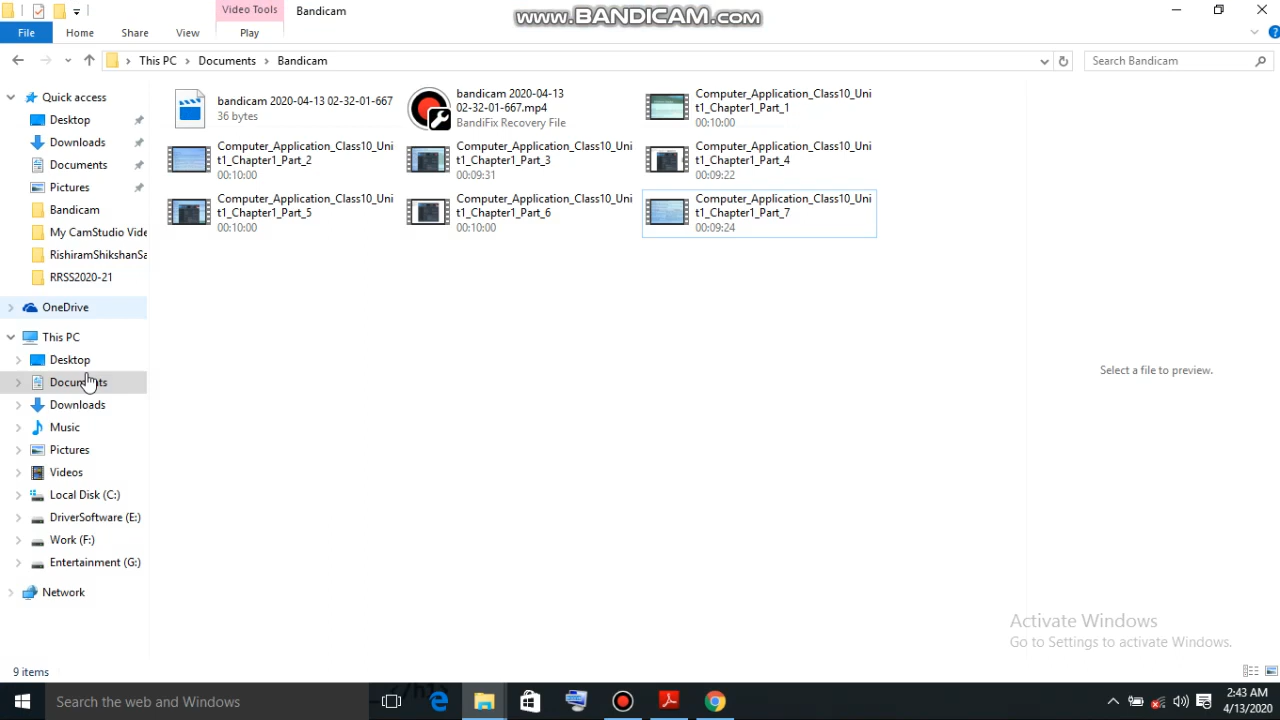 www.BANDICAM.com
Video Tools
Bandicam
File
Home
Share
View
Play
This PC
Documents
Bandicam
Search Bandicam
Quick access
Desktop
Downloads
Documents
Pictures
Bandicam
My CamStudio Vide
RishiramShikshanSa
RRSS2020-21
OneDrive
This PC
Desktop
Documents
Downloads
Music
Pictures
Videos
Local Disk (C:)
DriverSoftware (E:)
Work (F:)
Entertainment (G:)
Network
bandicam 2020-04-13 02-32-01-667
36 bytes
bandicam 2020-04-13
02-32-01-667.mp4
BandiFix Recovery File
Computer_Application_Class10_Uni
t1_Chapter1_Part_1
00:10:00
Computer_Application_Class10_Uni
t1_Chapter1_Part_2
00:10:00
Computer_Application_Class10_Uni
t1_Chapter1_Part_3
00:09:31
Computer_Application_Class10_Uni
t1_Chapter1_Part_4
00:09:22
Computer_Application_Class10_Uni
t1_Chapter1_Part_5
00:10:00
Computer_Application_Class10_Uni
t1_Chapter1_Part_6
00:10:00
Computer_Application_Class10_Uni
t1_Chapter1_Part_7
00:09:24
Select a file to preview.
Activate Windows
Go to Settings to activate Windows.
9 items
Search the web and Windows
2:43 AM
4/13/2020